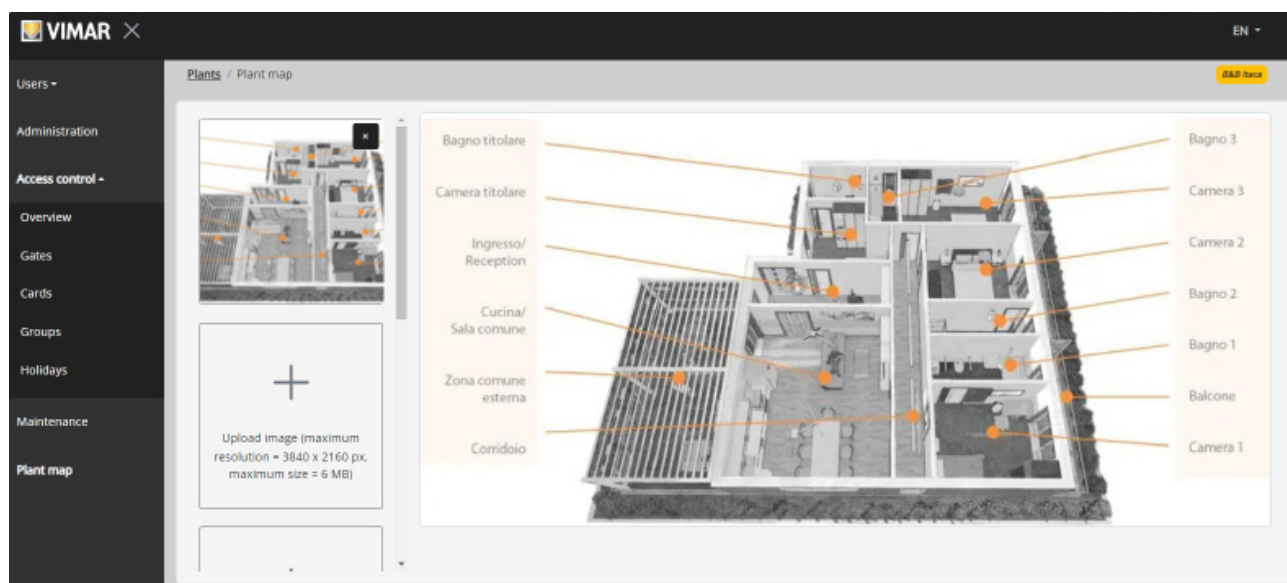 VIMAR
EN
Users
Administration
Access control
Overview
Gates
Cards
Groups
Holidays
Maintenance
Plant map
Plants / Plant map
B&B Itaca
Upload image (maximum
resolution = 3840 x 2160 px,
maximum size = 6 MB)
Bagno titolare
Camera titolare
Ingresso/
Reception
Cucina/
Sala comune
Zona comune
esterna
Corridoio
Bagno 3
Camera 3
Camera 2
Bagno 2
Bagno 1
Balcone
Camera 1